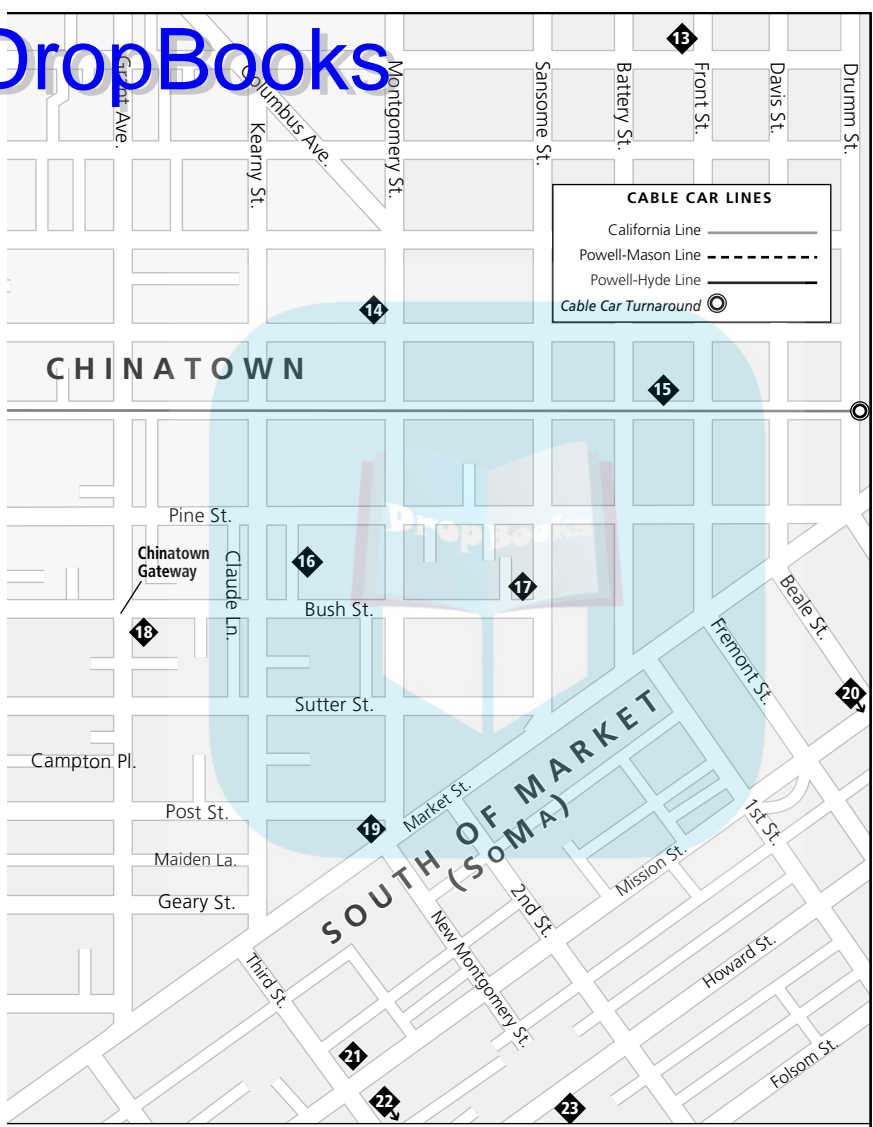 DropBooks
13
Grant Ave.
Columbus Ave.
Kearny St.
Montgomery St.
Sansome St.
Battery St.
Front St.
Davis St.
Drumm St.
CABLE CAR LINES
California Line
Powell-Mason Line
Powell-Hyde Line
Cable Car Turnaround
14
CHINATOWN
15
DropBooks
Pine St.
Chinatown
Gateway
Claude Ln.
16
17
Bush St.
18
Beale St.
Fremont St.
20
Sutter St.
Campton Pl.
Market St.
SOUTH OF MARKET
(SOMA)
Post St.
19
1st St.
Maiden La.
Mission St.
Geary St.
2nd St.
New Montgomery St.
Third St.
Howard St.
21
Folsom St.
22
23